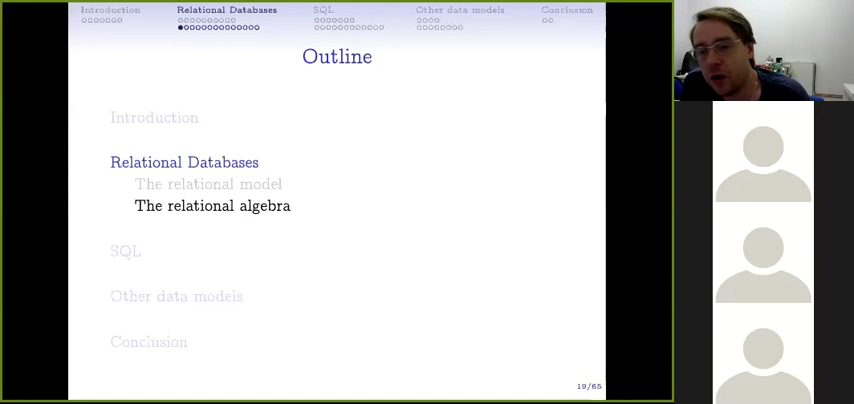 Introduction Relational Databases SQL Other data models Conclusion
Outline
Introduction
Relational Databases
The relational model
The relational algebra
SQL
Other data models
Conclusion
19/65